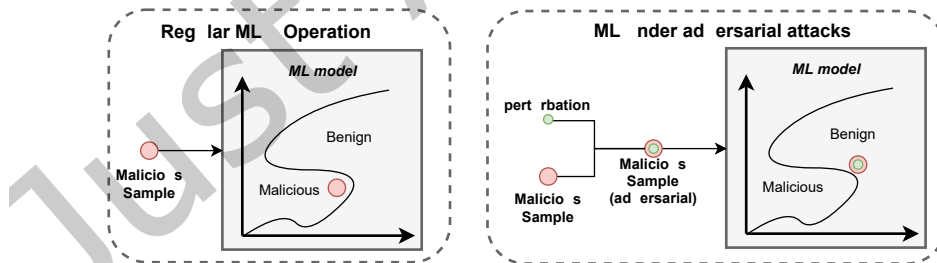 Reg lar ML Operation
ML model
Benign
Malicious
Malicio s
Sample
ML nder ad ersarial attacks
pert rbation
Malicio s
Sample
Malicio s
Sample
(ad ersarial)
ML model
Benign
Malicious
Just